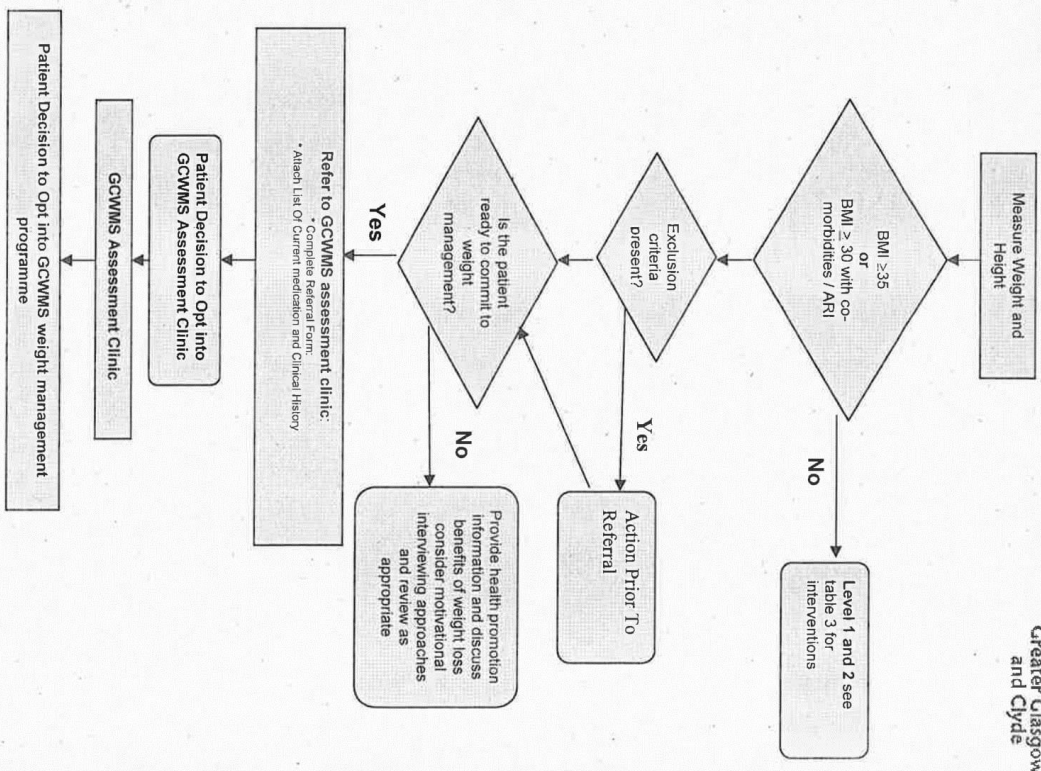 Greater Glasgow
and Clyde
Measure Weight and
Height
BMI ≥35
or
BMI ≥ 30 with co-
morbidities / ARI
No
Level 1 and 2 see
table 3 for
interventions
Exclusion
criteria
present?
Yes
Action Prior To
Referral
Is the patient
ready to commit to
weight
management?
No
Provide health promotion
information and discuss
benefits of weight loss
consider motivational
interviewing approaches
and review as
appropriate
Yes
Refer to GCWMS assessment clinic:
* Complete Referral Form:
* Attach List Of Current medication and Clinical History
Patient Decision to Opt into
GCWMS Assessment Clinic
GCWMS Assessment Clinic
Patient Decision to Opt into GCWMS weight management
programme